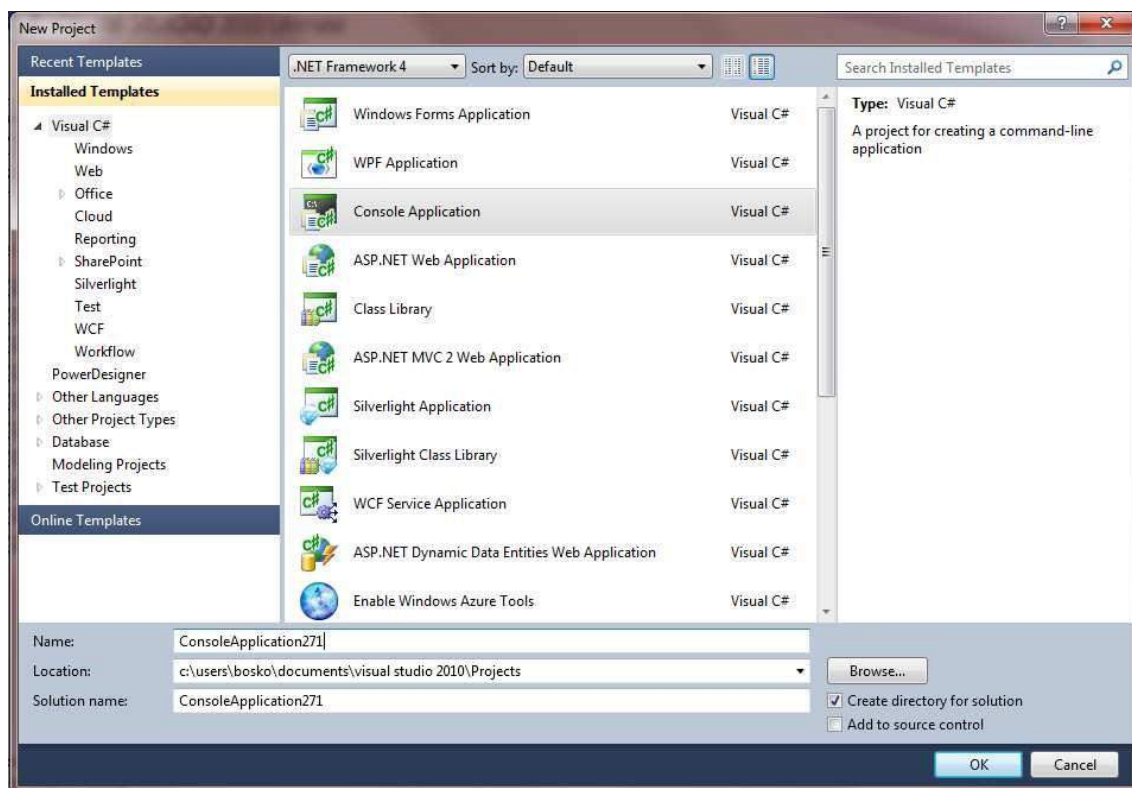 New Project
Recent Templates
Installed Templates
Visual C#
Windows
Web
Office
Cloud
Reporting
SharePoint
Silverlight
Test
WCF
Workflow
PowerDesigner
Other Languages
Other Project Types
Database
Modeling Projects
Test Projects
Online Templates
.NET Framework 4 Sort by: Default
Windows Forms Application Visual C#
WPF Application Visual C#
Console Application Visual C#
ASP.NET Web Application Visual C#
Class Library Visual C#
ASP.NET MVC 2 Web Application Visual C#
Silverlight Application Visual C#
Silverlight Class Library Visual C#
WCF Service Application Visual C#
ASP.NET Dynamic Data Entities Web Application Visual C#
Enable Windows Azure Tools Visual C#
Search Installed Templates
Type: Visual C#
A project for creating a command-line
application
Name: ConsoleApplication271
Location: c:\users\bosko\documents\visual studio 2010\Projects
Browse...
Solution name: ConsoleApplication271
Create directory for solution
Add to source control
OK Cancel